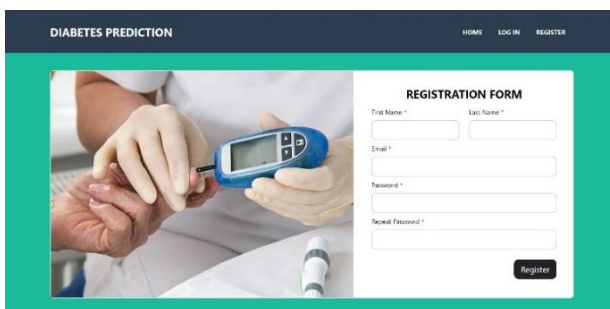 DIABETES PREDICTION
HOME LOG IN REGISTER
REGISTRATION FORM
First Name * Last Name *
Email *
Password *
Repeat Password *
Register